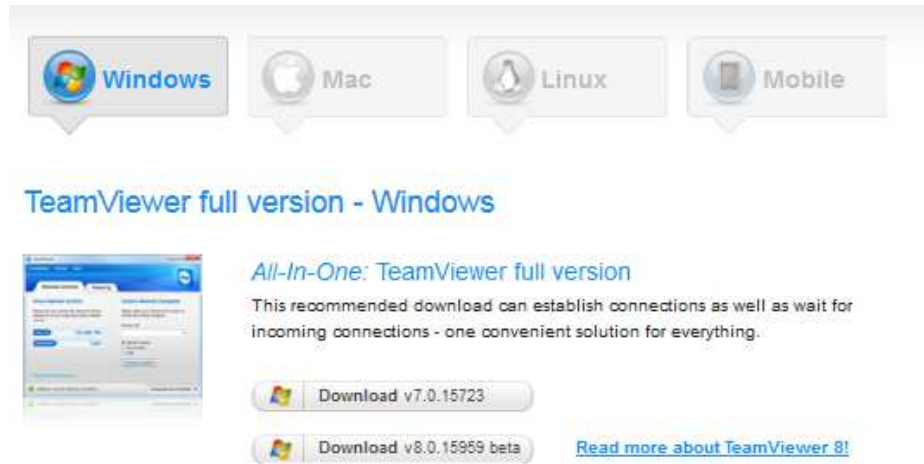 Windows
Mac
Linux
Mobile
TeamViewer full version - Windows
All-In-One: TeamViewer full version
This recommended download can establish connections as well as wait for
incoming connections - one convenient solution for everything.
Download v7.0.15723
Download v8.0.15959 beta
Read more about TeamViewer 8!